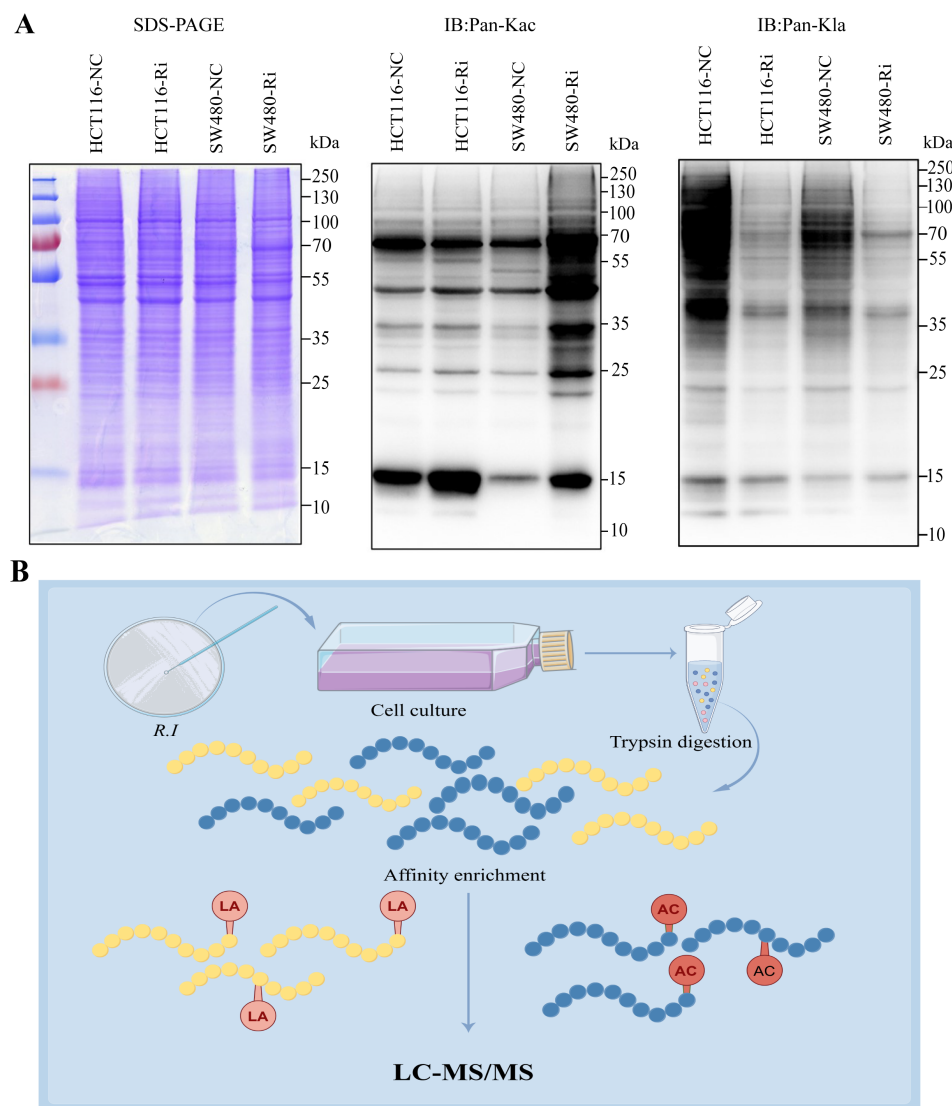 A
SDS-PAGE
IB:Pan-Kac
IB:Pan-Kla
HCT116-NC
HCT116-Ri
SW480-NC
SW480-Ri
kDa
250
130
100
70
55
35
25
15
10
HCT116-NC
HCT116-Ri
SW480-NC
SW480-Ri
kDa
250
130
100
70
55
35
25
15
10
HCT116-NC
HCT116-Ri
SW480-NC
SW480-Ri
kDa
250
130
100
70
55
35
25
15
10
B
R.I
Cell culture
Trypsin digestion
Affinity enrichment
LA
LA
LA
AC
AC
AC
LC-MS/MS